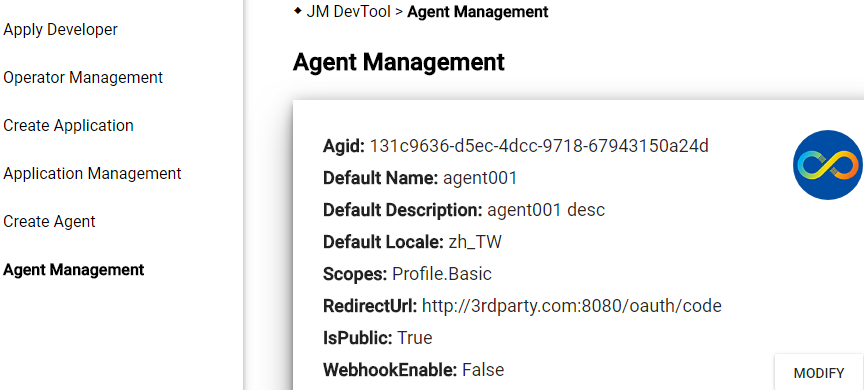 Apply Developer
Operator Management
Create Application
Application Management
Create Agent
Agent Management
JM DevTool > Agent Management
Agent Management
Agid: 131c9636-d5ec-4dcc-9718-67943150a24d
Default Name: agent001
Default Description: agent001 desc
Default Locale: zh_TW
Scopes: Profile.Basic
RedirectUrl: http://3rdparty.com:8080/oauth/code
IsPublic: True
WebhookEnable: False
MODIFY